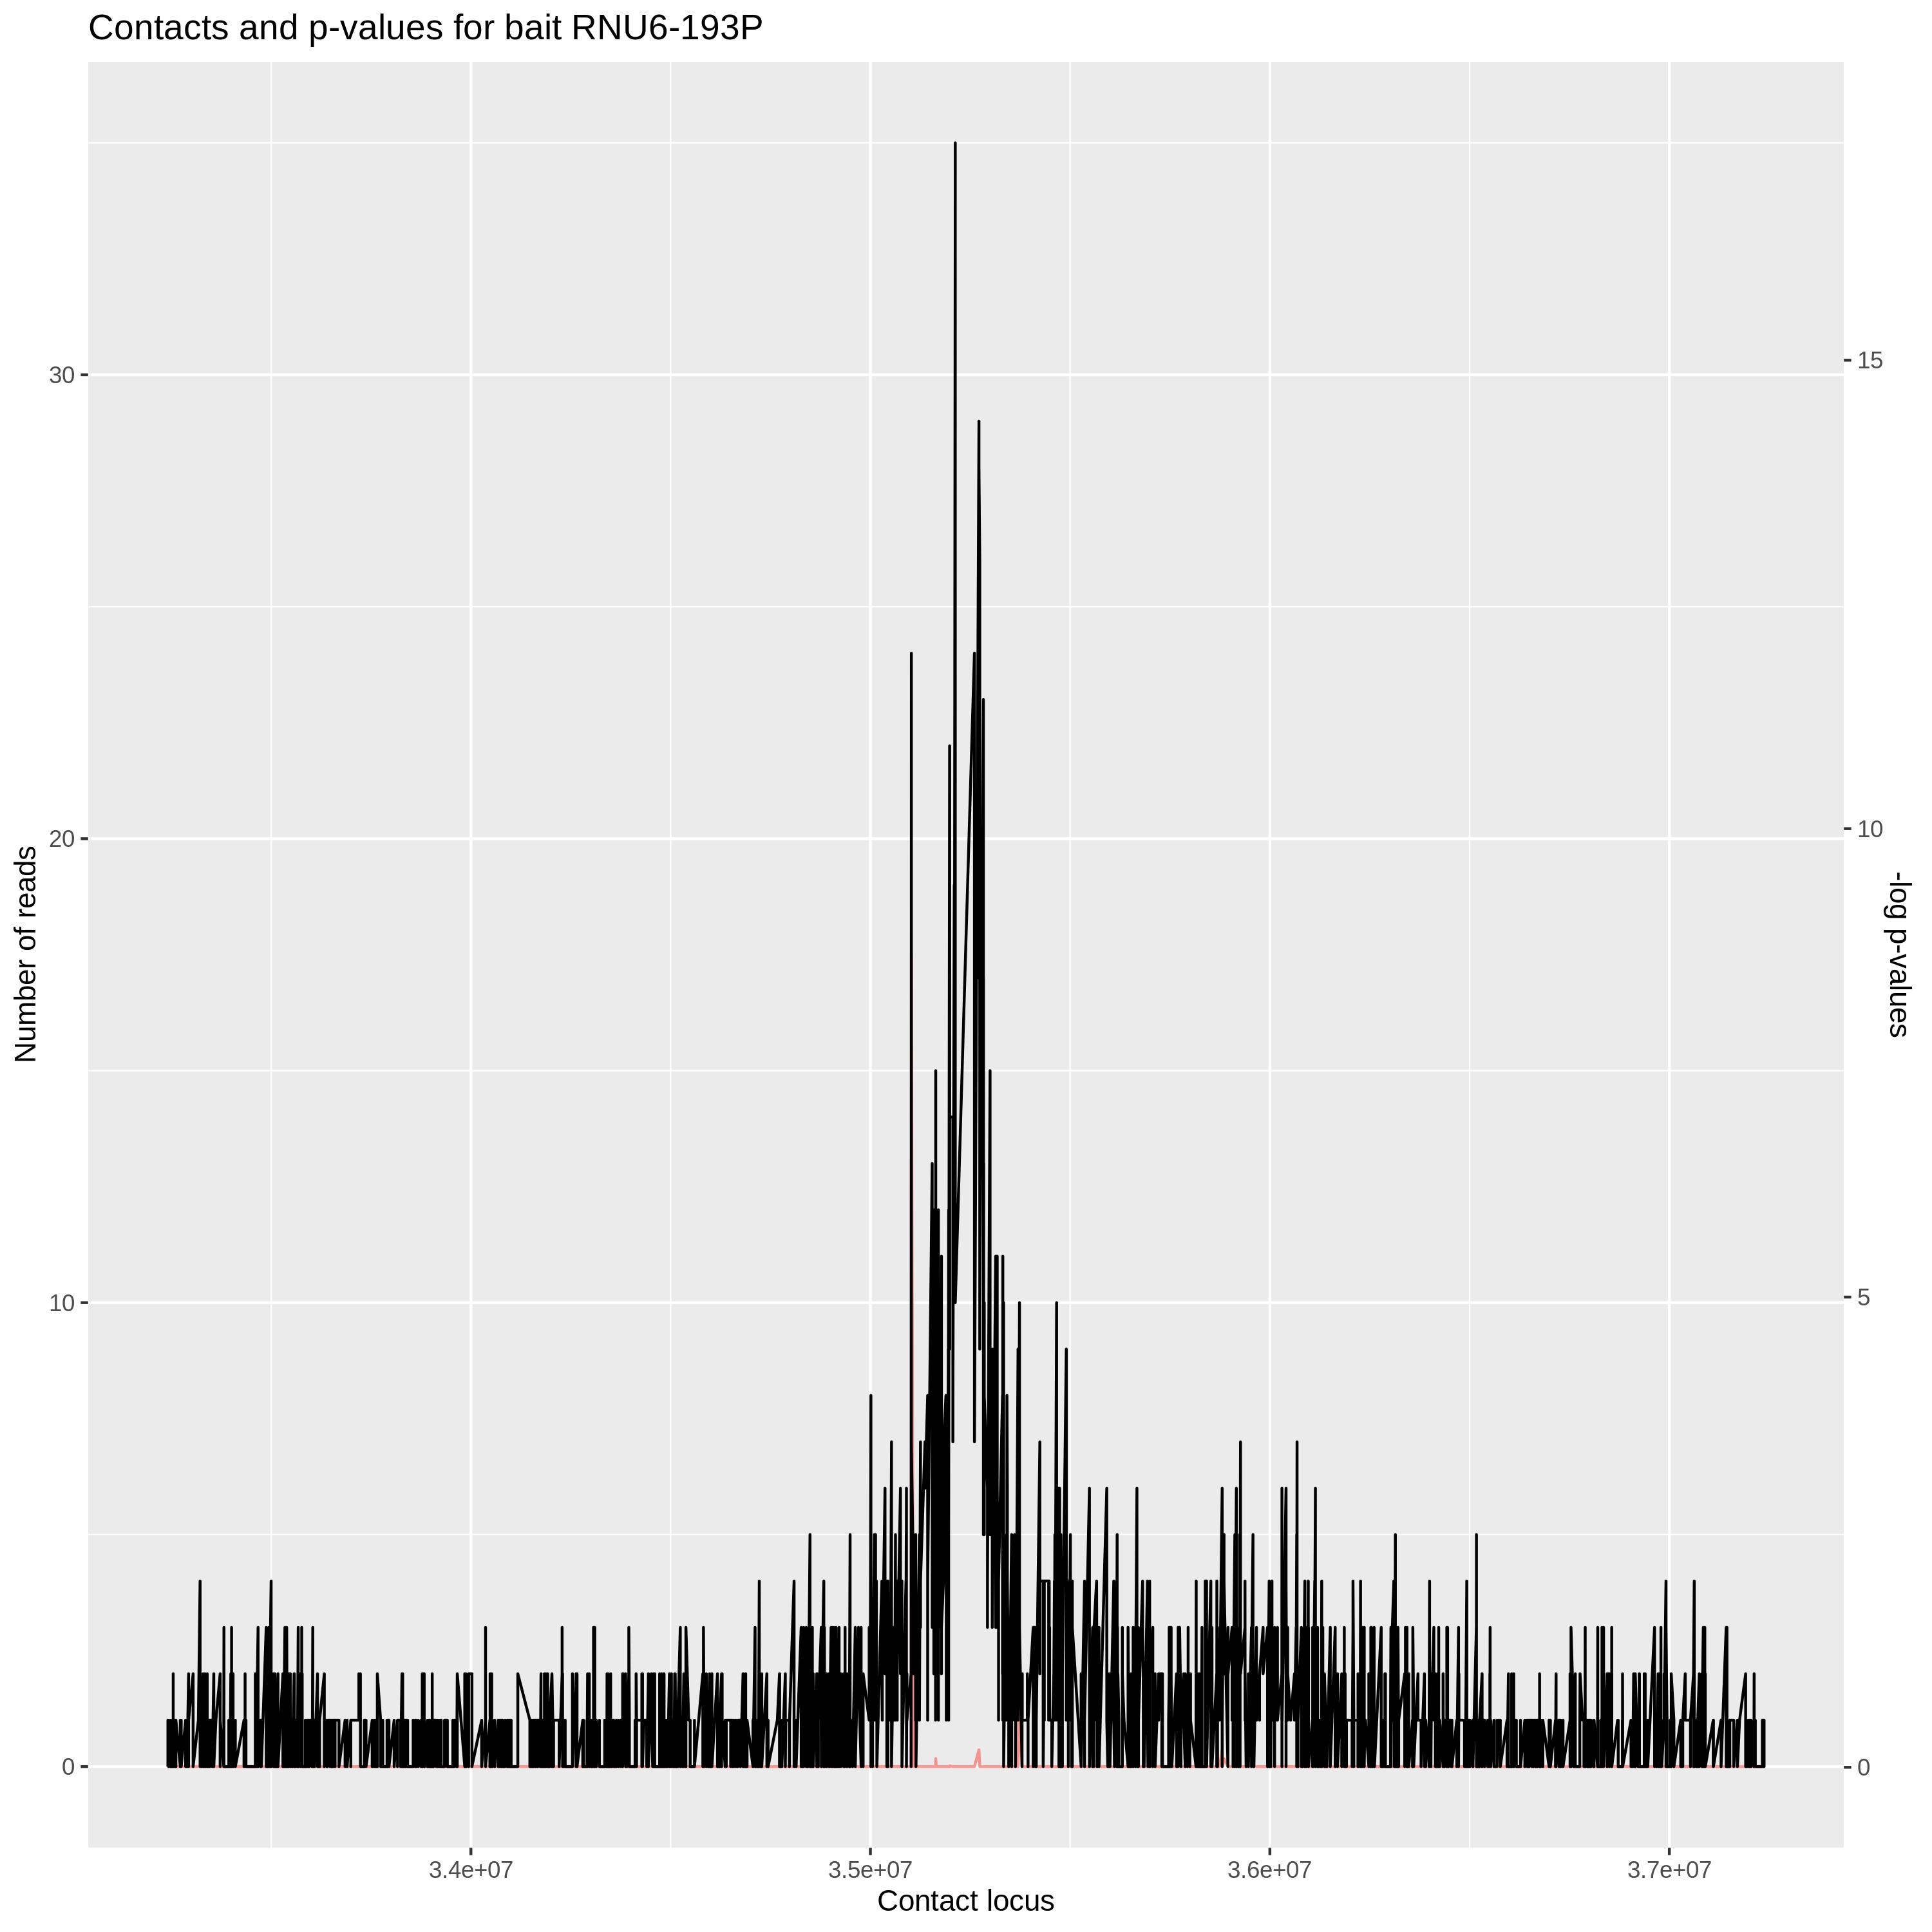 Contacts and p-values for bait RNU6-193P
30
20
10
0
Number of reads
15
10
5
0
-log p-values
3.4e+07
3.5e+07
3.6e+07
3.7e+07
Contact locus